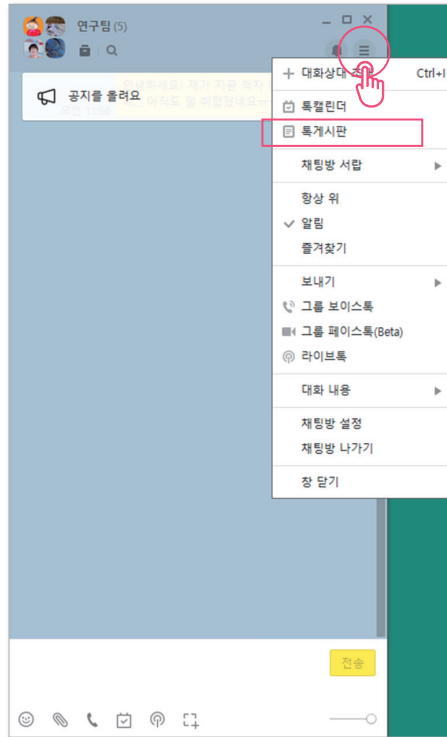 연구팀 (5)
공지를 올려요
대화상대 초대 Ctrl+I
톡캘린더
톡게시판
채팅방 서랍
항상 위
알림
즐겨찾기
보내기
그룹 보이스톡
그룹 페이스톡(Beta)
라이브톡
대화 내용
채팅방 설정
채팅방 나가기
창 닫기
전송